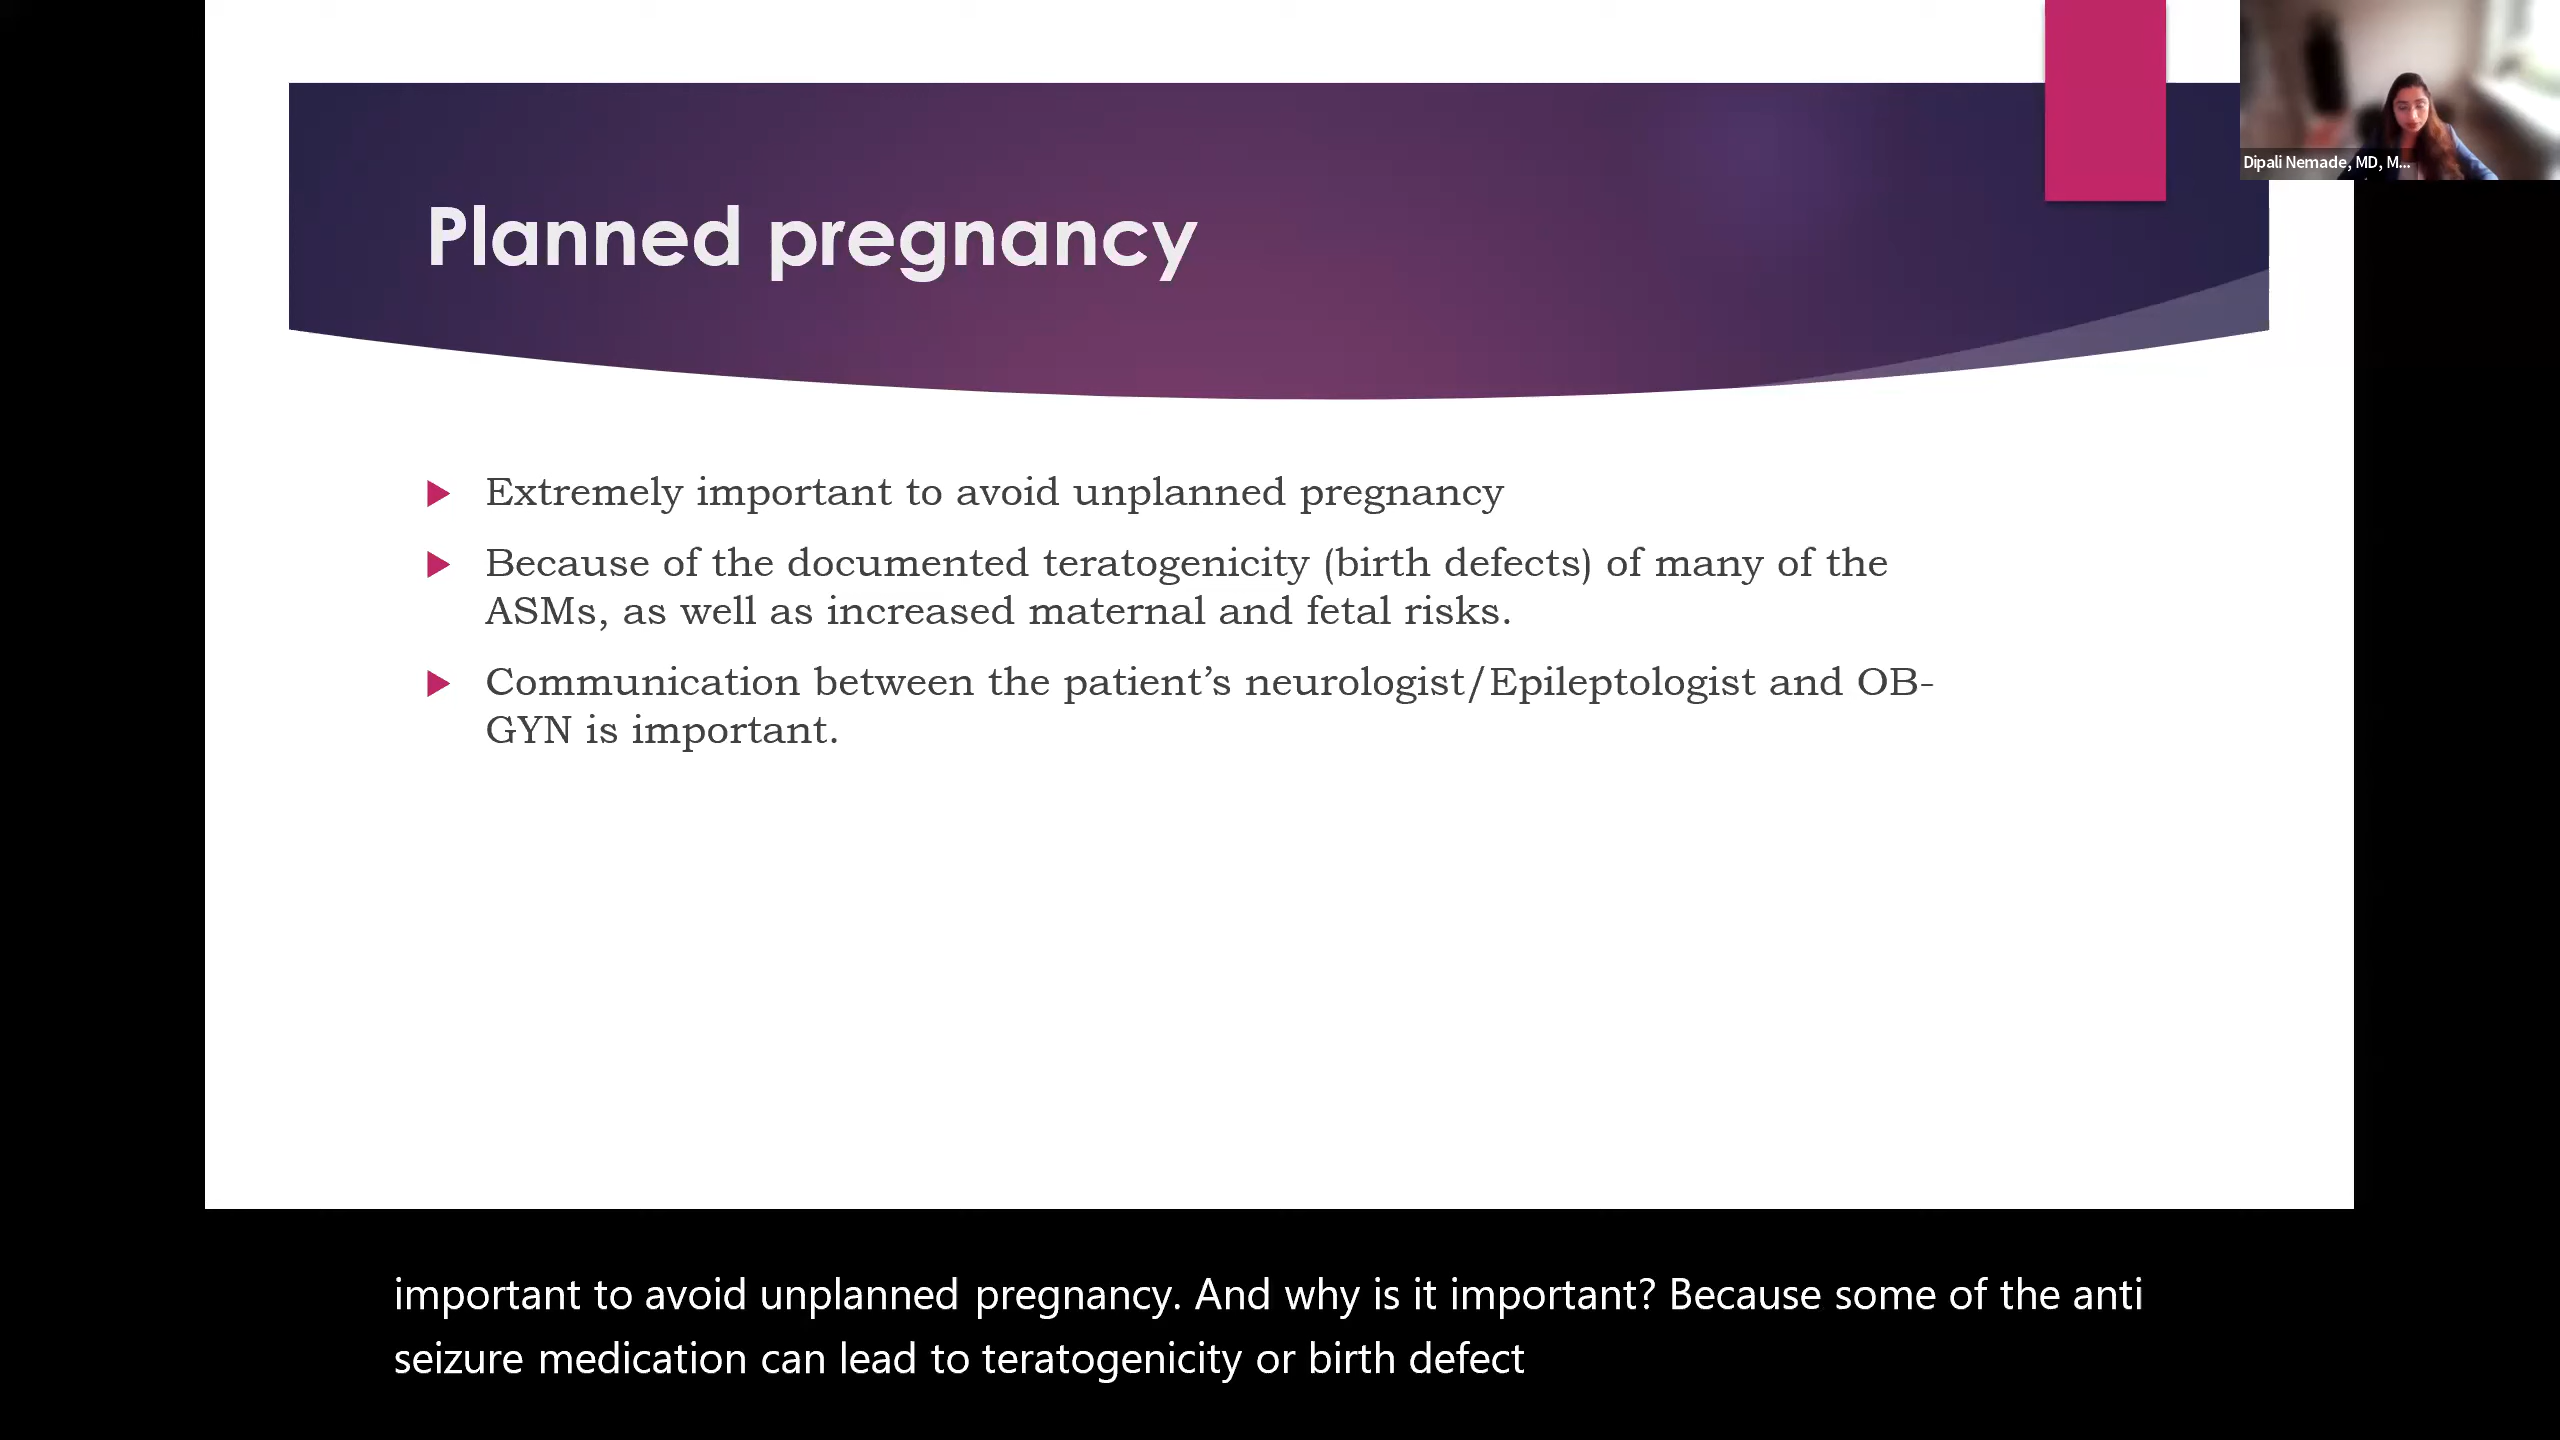 Dipali Nemade, MD, M...
Planned pregnancy
Extremely important to avoid unplanned pregnancy
Because of the documented teratogenicity (birth defects) of many of the
ASMs, as well as increased maternal and fetal risks.
Communication between the patient’s neurologist/Epileptologist and OB-
GYN is important.
important to avoid unplanned pregnancy. And why is it important? Because some of the anti
seizure medication can lead to teratogenicity or birth defect